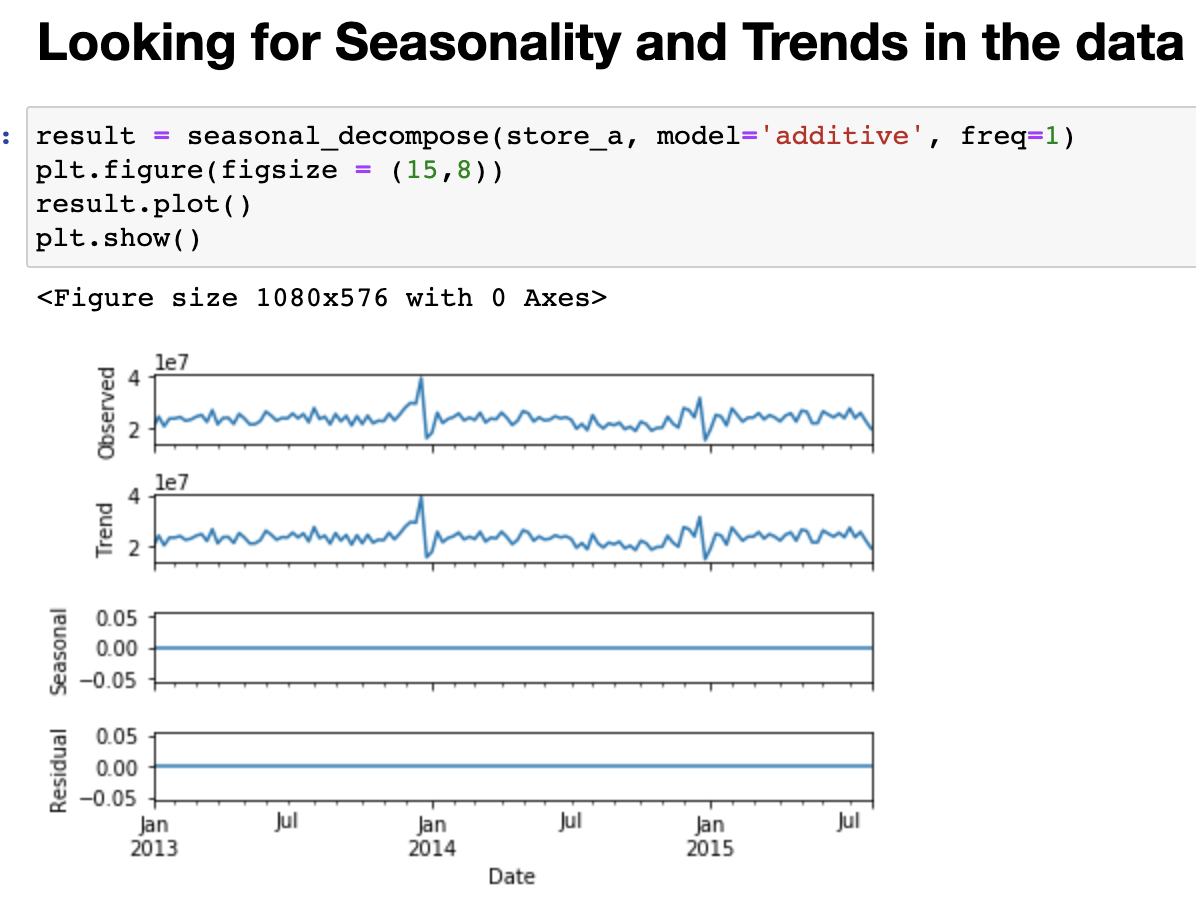 Looking for Seasonality and Trends in the data
:
result = seasonal_decompose(store_a, model='additive', freq=1)
plt.figure(figsize = (15,8))
result.plot()
plt.show()
<Figure size 1080x576 with 0 Axes>
1e7
4
2
Observed
1e7
4
2
Trend
0.05
0.00
−0.05
Seasonal
0.05
0.00
−0.05
Residual
Jan Jul Jan Jul Jan Jul
2013 2014 2015
Date